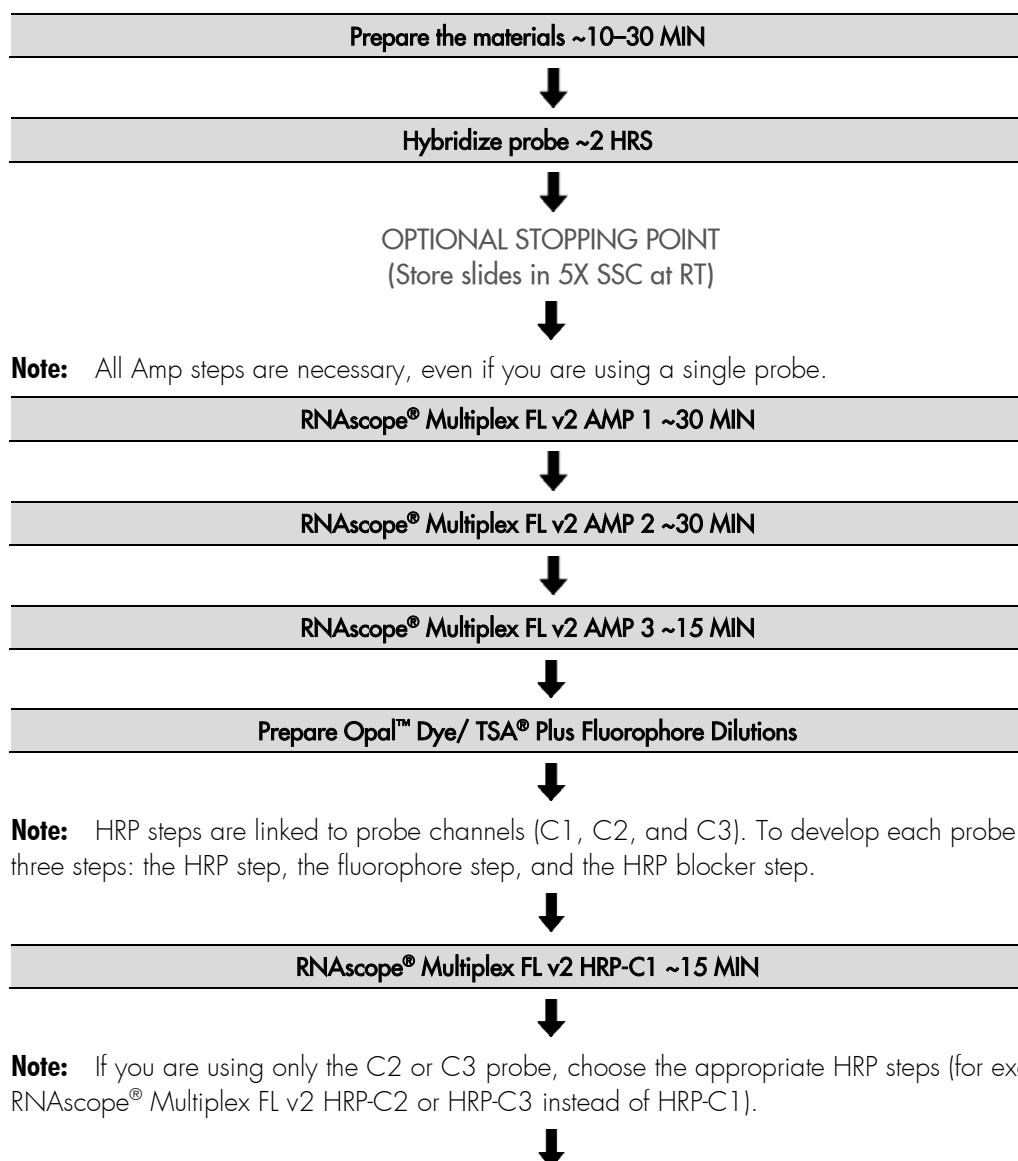 Prepare the materials ~10–30 MIN
Hybridize probe ~2 HRS
OPTIONAL STOPPING POINT
(Store slides in 5X SSC at RT)
Note: All Amp steps are necessary, even if you are using a single probe.
RNAscope® Multiplex FL v2 AMP 1 ~30 MIN
RNAscope® Multiplex FL v2 AMP 2 ~30 MIN
RNAscope® Multiplex FL v2 AMP 3 ~15 MIN
Prepare Opal™ Dye/ TSA® Plus Fluorophore Dilutions
Note: HRP steps are linked to probe channels (C1, C2, and C3). To develop each probe
three steps: the HRP step, the fluorophore step, and the HRP blocker step.
RNAscope® Multiplex FL v2 HRP-C1 ~15 MIN
Note: If you are using only the C2 or C3 probe, choose the appropriate HRP steps (for
RNAscope® Multiplex FL v2 HRP-C2 or HRP-C3 instead of HRP-C1).